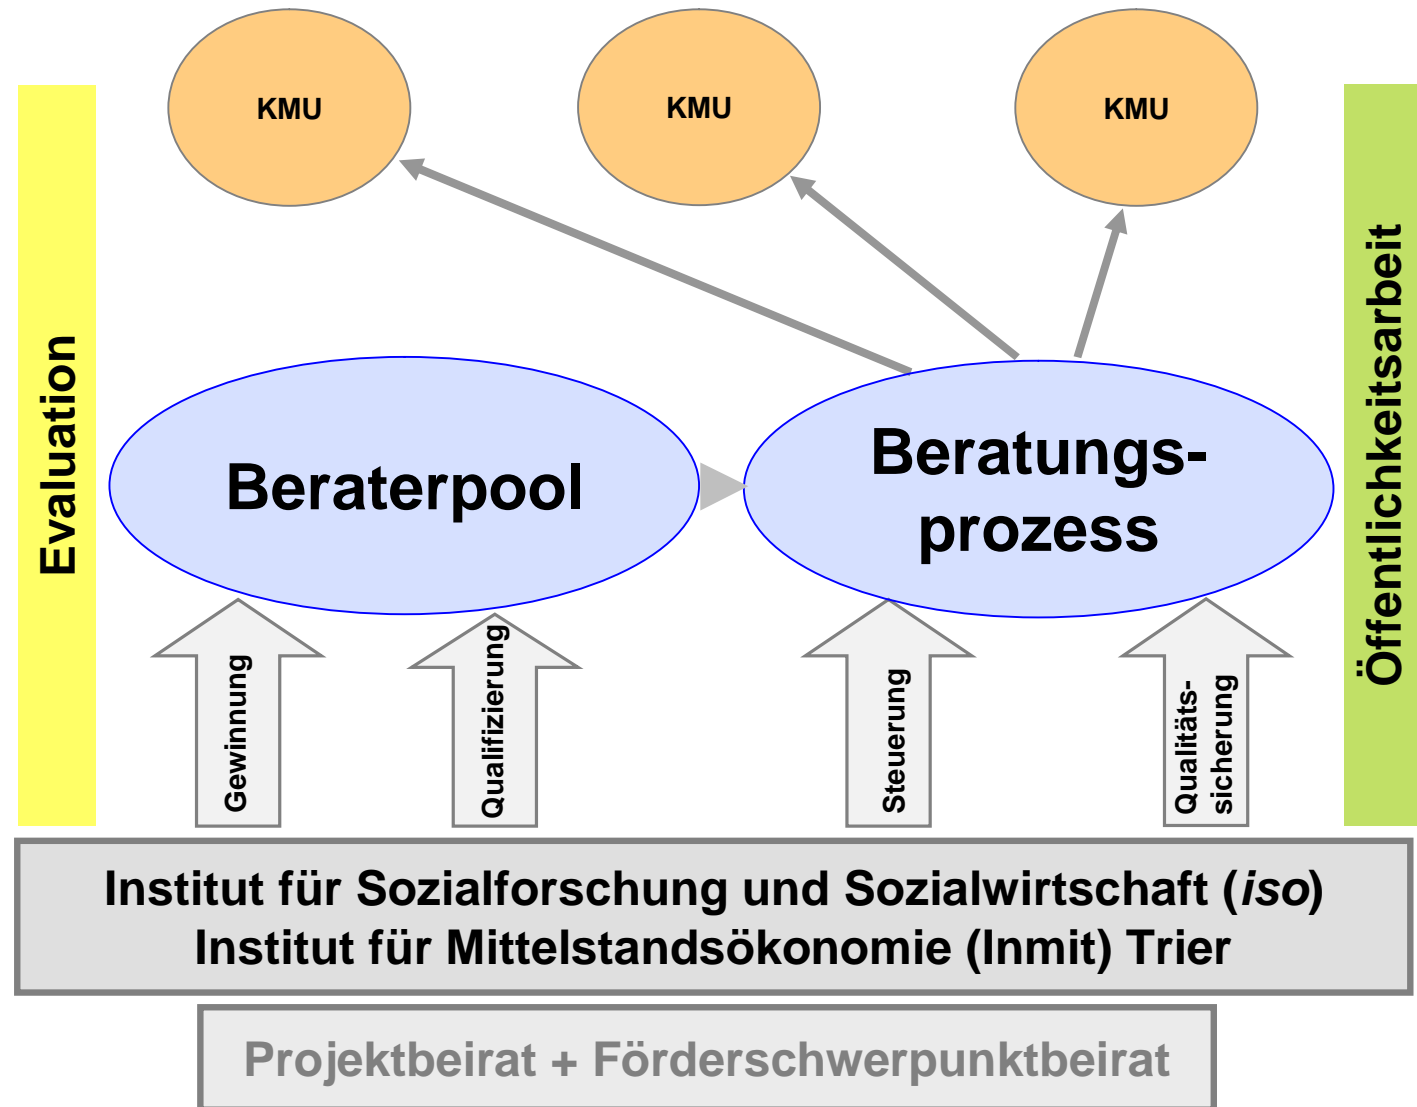 KMU
KMU
KMU
Evaluation
Öffentlichkeitsarbeit
Beraterpool
Beratungs-
prozess
Gewinnung
Qualifizierung
Steuerung
Qualitäts-
sicherung
Institut für Sozialforschung und Sozialwirtschaft (iso)
Institut für Mittelstandsökonomie (Inmit) Trier
Projektbeirat + Förderschwerpunktbeirat